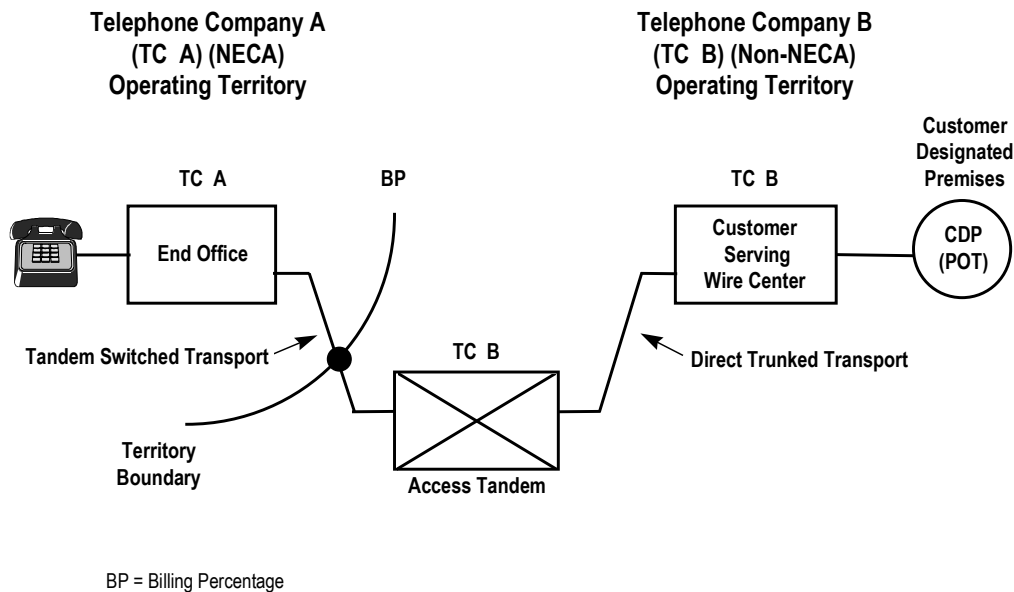 Telephone Company A
(TC A) (NECA)
Operating Territory
Telephone Company B
(TC B) (Non-NECA)
Operating Territory
Customer
Designated
Premises
TC A
BP
TC B
End Office
Customer
Serving
Wire Center
CDP
(POT)
Tandem Switched Transport
TC B
Direct Trunked Transport
Territory
Boundary
Access Tandem
BP = Billing Percentage